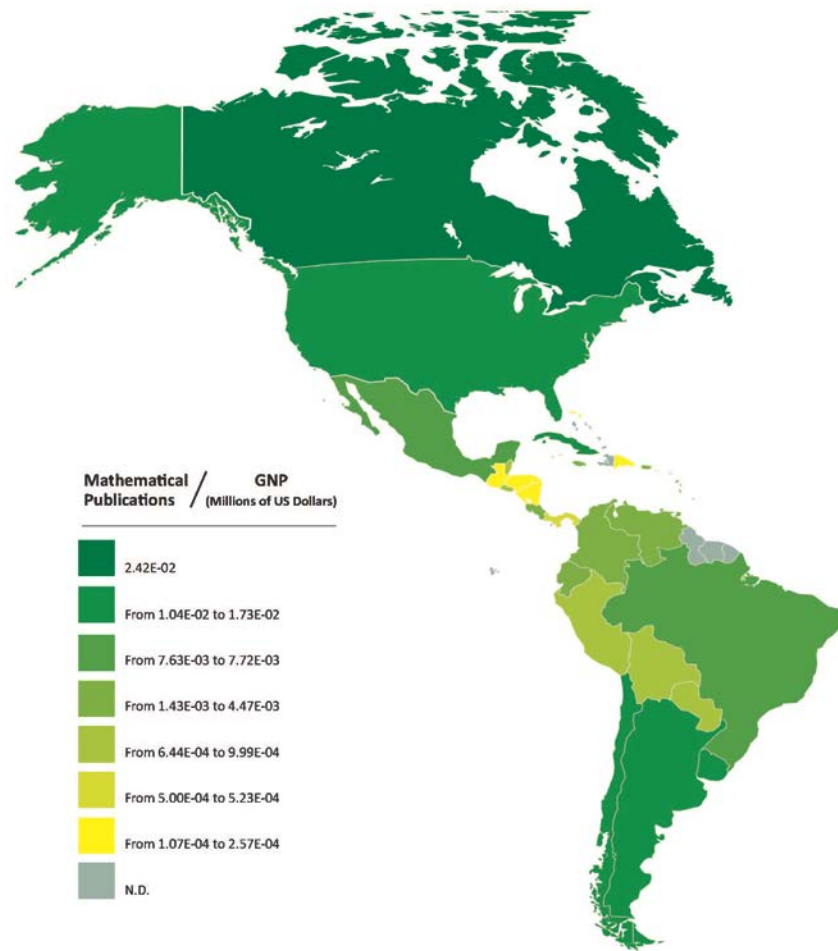 Mathematical / GNP
Publications (Millions of US Dollars)
2.42E-02
From 1.04E-02 to 1.73E-02
From 7.63E-03 to 7.72E-03
From 1.43E-03 to 4.47E-03
From 6.44E-04 to 9.99E-04
From 5.00E-04 to 5.23E-04
From 1.07E-04 to 2.57E-04
N.D.